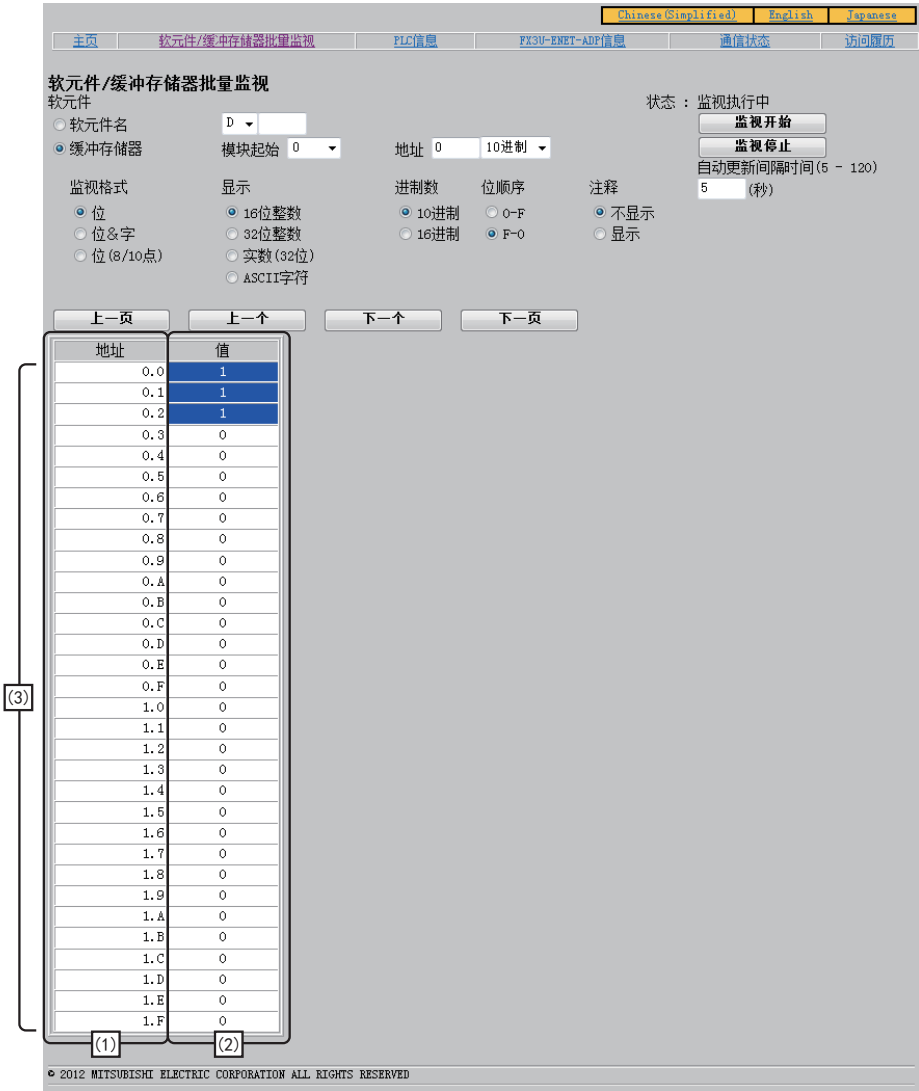 Chinese(Simplified) English Japanese
主页 软元件/缓冲存储器批量监视 PLC信息 FX3U-ENET-ADP信息 通信状态 访问履历
软元件/缓冲存储器批量监视
软元件 状态 : 监视执行中
软元件名 D 监视开始
缓冲存储器 模块起始 0 地址 0 10进制 监视停止
自动更新间隔时间(5 - 120)
监视格式 显示 进制数 位顺序 注释 5 (秒)
位 16位整数 10进制 0-F 不显示
位&字 32位整数 16进制 F-0 显示
位(8/10点) 实数(32位)
ASCII字符
上一页 上一个 下一个 下一页
地址 值
0.0 1
0.1 1
0.2 1
0.3 0
0.4 0
0.5 0
0.6 0
0.7 0
0.8 0
0.9 0
0.A 0
0.B 0
0.C 0
0.D 0
0.E 0
0.F 0
(3)
1.0 0
1.1 0
1.2 0
1.3 0
1.4 0
1.5 0
1.6 0
1.7 0
1.8 0
1.9 0
1.A 0
1.B 0
1.C 0
1.D 0
1.E 0
1.F 0
(1) (2)
© 2012 MITSUBISHI ELECTRIC CORPORATION ALL RIGHTS RESERVED